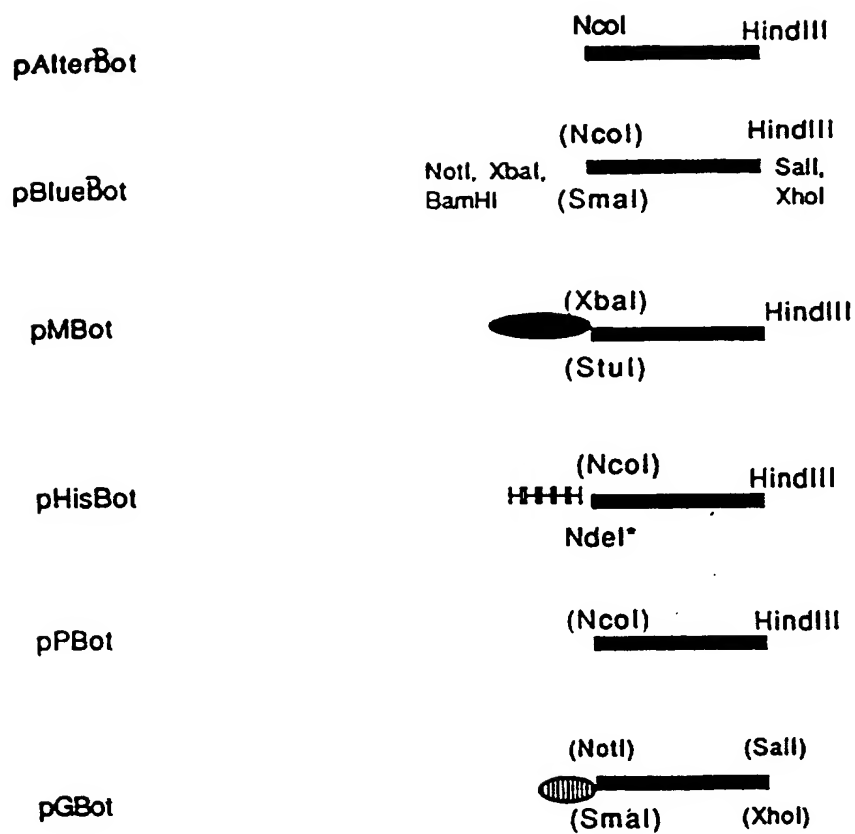 NcoI HindIII
pAlterBot
(NcoI) HindIII
NotI, XbaI, SalI,
pBlueBot
BamHI (SmaI) XhoI
(XbaI) HindIII
pMBot
(StuI)
(NcoI) HindIII
pHisBot
NdeI*
(NcoI) HindIII
pPBot
(NotI) (SalI)
pGBot
(SmaI) (XhoI)